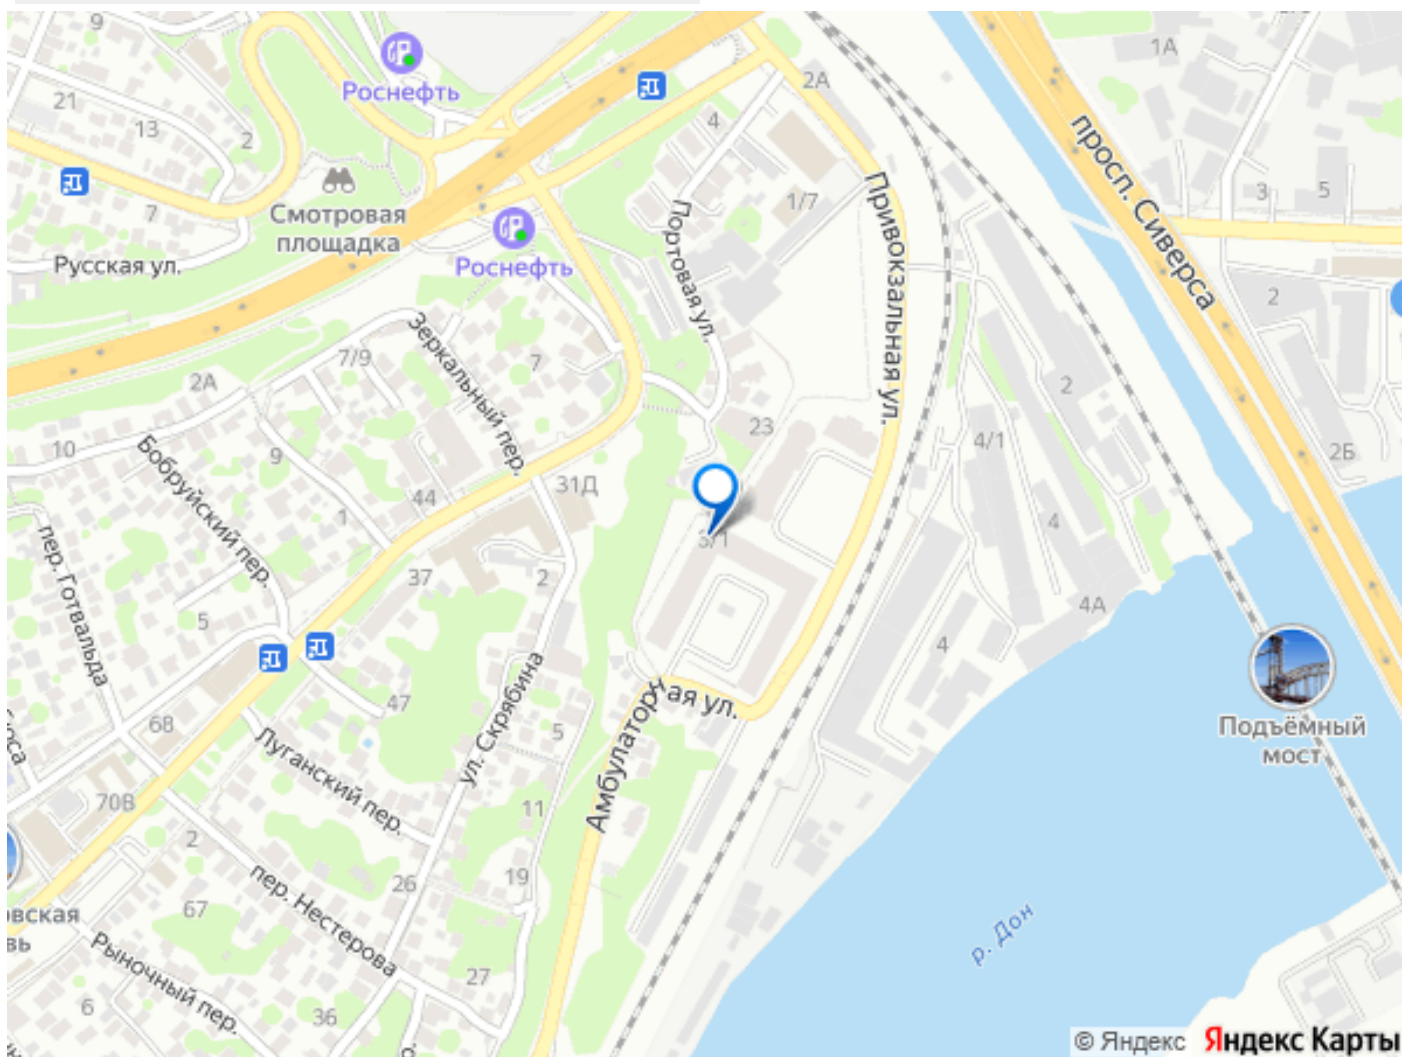 9
1А
Роснефть
2А
21
13
2
4
просп. Сиверса
3
5
7
Смотровая
площадка
1/7
Привокзальная ул.
Портовая ул.
Русская ул.
Роснефть
2
7/9
Зеркальный пер.
7
2А
2
10
Бобруйский пер.
9
23
4/1
2Б
44
31Д
1
3/1
4
пер. Готвальда
37
2
4А
5
4
47
ул. Скрябина
Амбулаторная ул.
68
5
Подъёмный
мост
Луганский пер.
70В
11
2
пер. Нестерова
26
19
67
вская
вь
р. Дон
Рыночный пер.
27
6
36
© Яндекс Яндекс Карты